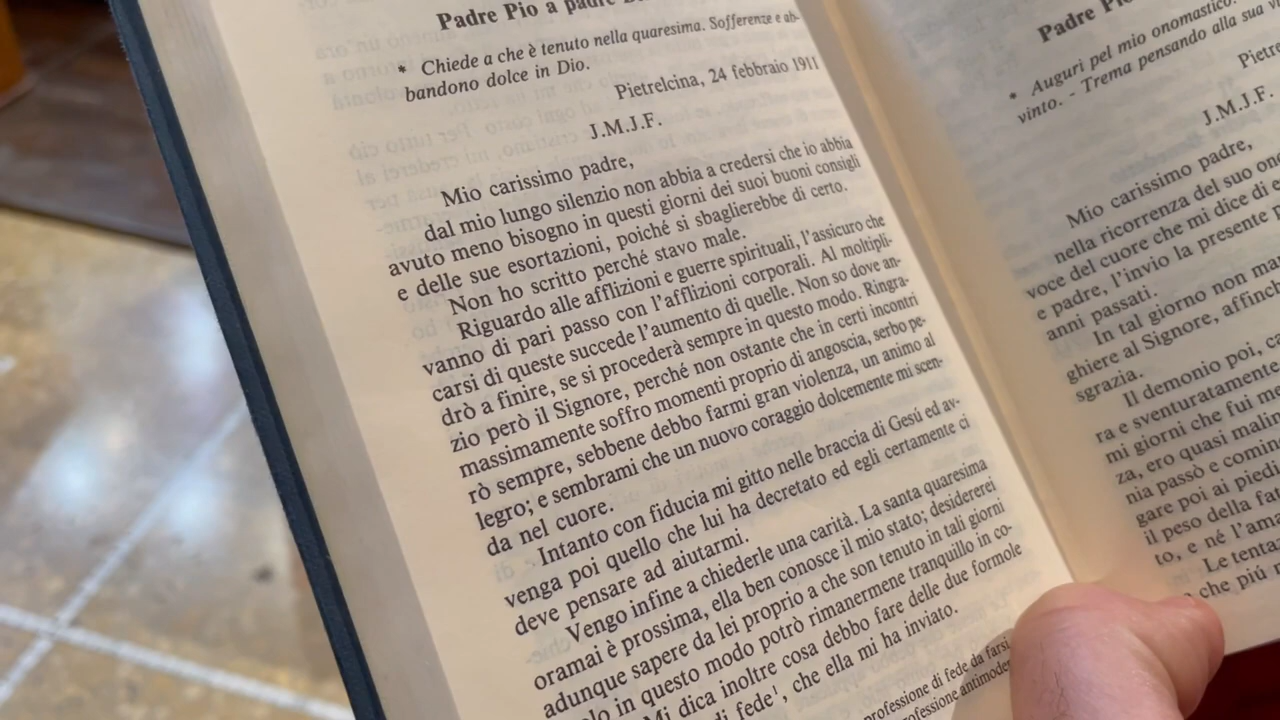 Padre Pio a padre
* Chiede a che è tenuto nella quaresima. Sofferenze e ab-
bandono dolce in Dio.
Pietrelcina, 24 febbraio 1911
J.M.J.F.
Mio carissimo padre,
dal mio lungo silenzio non abbia a credersi che io abbia
avuto meno bisogno in questi giorni dei suoi buoni consigli
e delle sue esortazioni, poiché si sbaglierebbe di certo.
Non ho scritto perché stavo male.
Riguardo alle afflizioni e guerre spirituali, l'assicuro che
vanno di pari passo con l'afflizioni corporali. Al moltipli-
carsi di queste succede l'aumento di quelle. Non so dove an-
drò a finire, se si procederà sempre in questo modo. Ringra-
zio però il Signore, perché non ostante che in certi incontri
massimamente soffro momenti proprio di angoscia, serbo pe-
rò sempre, sebbene debbo farmi gran violenza, un animo al
legro; e sembrami che un nuovo coraggio dolcemente mi scen-
da nel cuore.
Intanto con fiducia mi gitto nelle braccia di Gesú ed av-
venga poi quello che lui ha decretato ed egli certamente ci
deve pensare ad aiutarmi.
Vengo infine a chiederle una carità. La santa quaresima
oramai è prossima, ella ben conosce il mio stato; desidererei
adunque sapere da lei proprio a che son tenuto in tali giorni
in questo modo potrò rimanermene tranquillo in co-
Mi dica inoltre cosa debbo fare delle due formole
di fede¹, che ella mi ha inviato.
professione di fede da farsi
Padre Pio
* Auguri pel mio onomastico.
vinto. - Trema pensando alla sua
J.M.J.F.
Mio carissimo padre,
nella ricorrenza del suo
voce del cuore che mi dice di
e padre, l'invio la presente
anni passati.
In tal giorno non
ghiere al Signore, affinch
sgrazia.
Il demonio poi,
ra e sventuratamente
mi giorni che fui
za, ero quasi
nia passò e comin
gare poi ai piedi
il peso della
to, e né l'ama
Le tenta
che piú